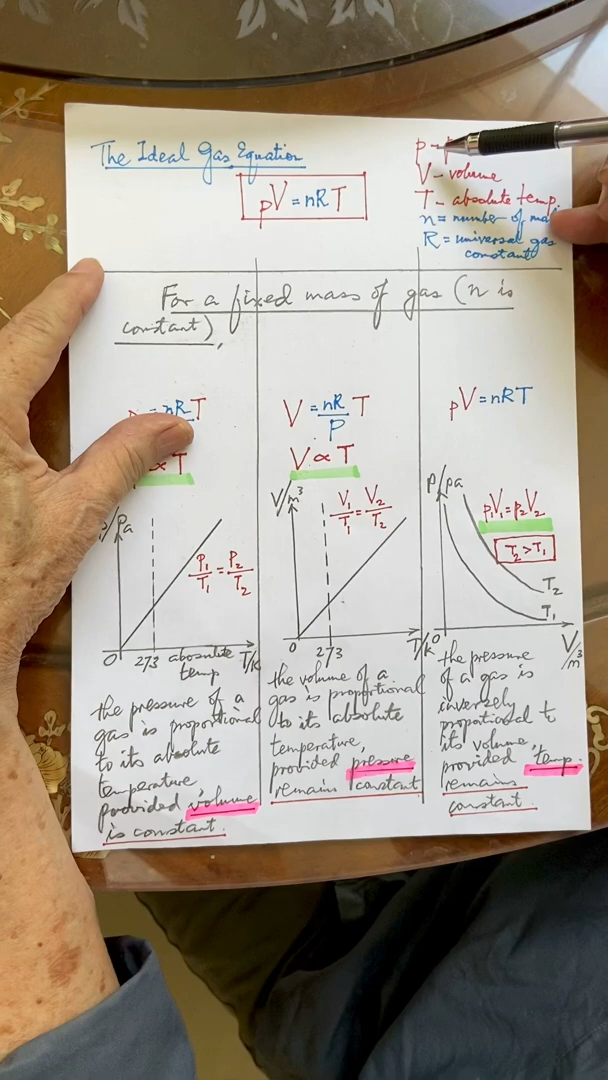 The Ideal Gas Equation
pV = nRT
p -
V - volume
T - absolute temp.
n = number of
R = universal gas
constant
For a fixed mass of gas (n is
constant),
= nR T
∝ T
/Pa
P₁/T₁ = P₂/T₂
0 273 absolute temp T/K
the pressure of a
gas is proportional
to its absolute
temperature
provided volume
is constant.
V = nR/P T
V ∝ T
V/m³
V₁/T₁ = V₂/T₂
0 273 T/K
the volume of a
gas is proportional
to its absolute
temperature,
provided pressure
remains constant
pV = nRT
P/pa
p₁V₁ = p₂V₂
T₂ > T₁
T₂
T₁
0 V/m³
the pressure
of a gas is
inversely
propotional to
its volume,
provided temp.
remains
constant.